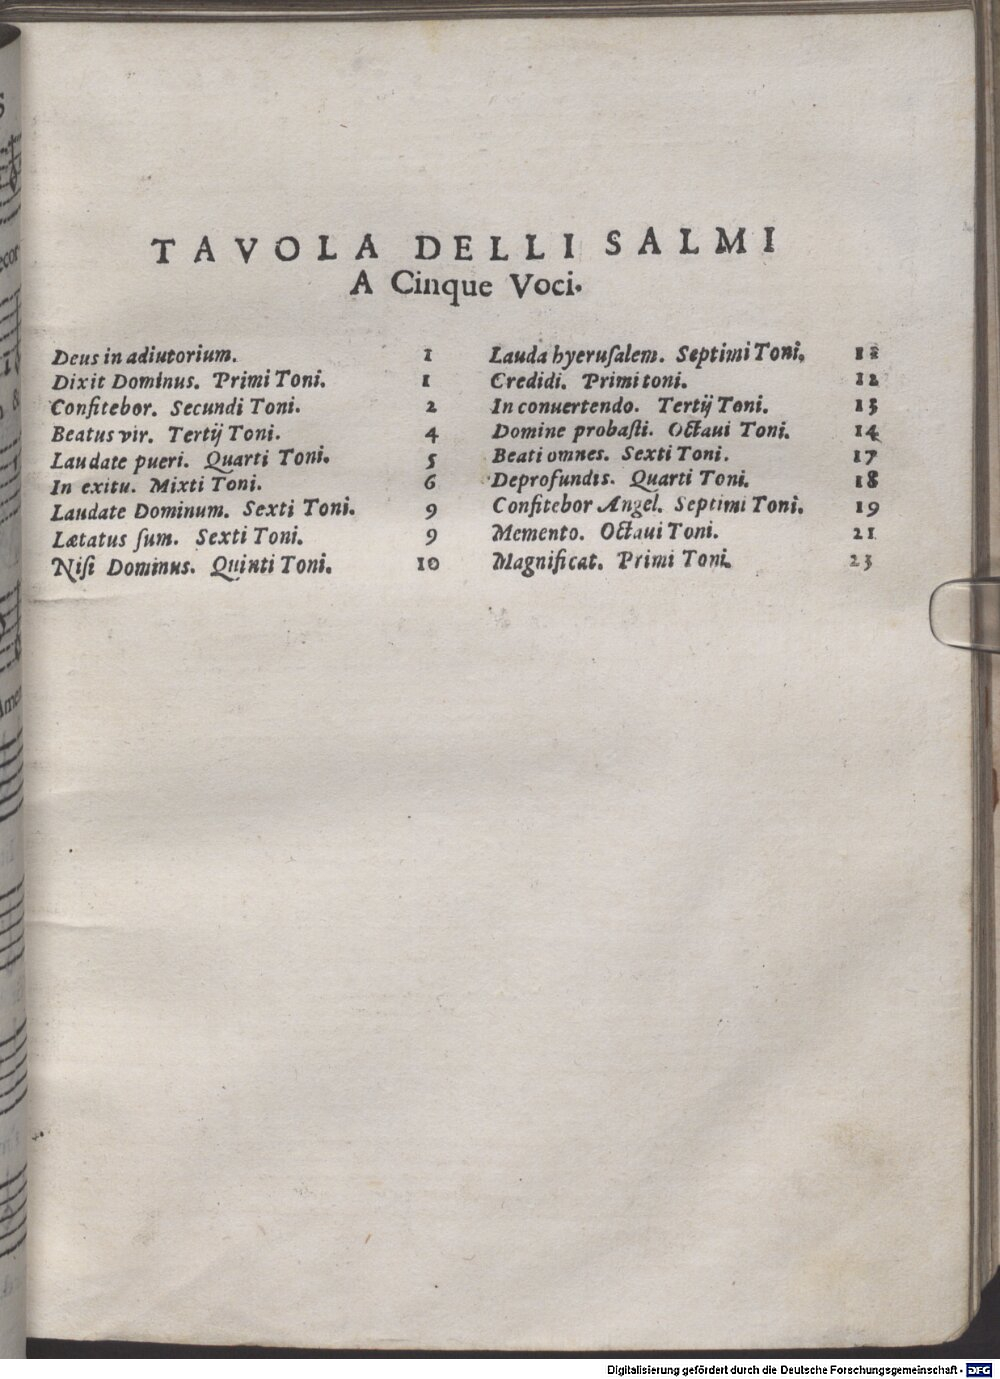 TAVOLA DELLI SALMI
A Cinque Voci.
Deus in adiutorium. 1
Dixit Dominus. Primi Toni. 1
Confitebor. Secundi Toni. 2
Beatus vir. Tertij Toni. 4
Laudate pueri. Quarti Toni. 5
In exitu. Mixti Toni. 6
Laudate Dominum. Sexti Toni. 9
Lætatus ſum. Sexti Toni. 9
Niſi Dominus. Quinti Toni. 10
Lauda hyeruſalem. Septimi Toni.
Credidi. Primi toni. 12
In conuertendo. Tertij Toni. 13
Domine probaſti. Octaui Toni. 14
Beati omnes. Sexti Toni. 17
Deprofundis. Quarti Toni. 18
Confitebor Angel. Septimi Toni. 19
Memento. Octaui Toni. 21
Magnificat. Primi Toni. 23
Digitalisierung gefördert durch die Deutsche Forschungsgemeinschaft - DFG